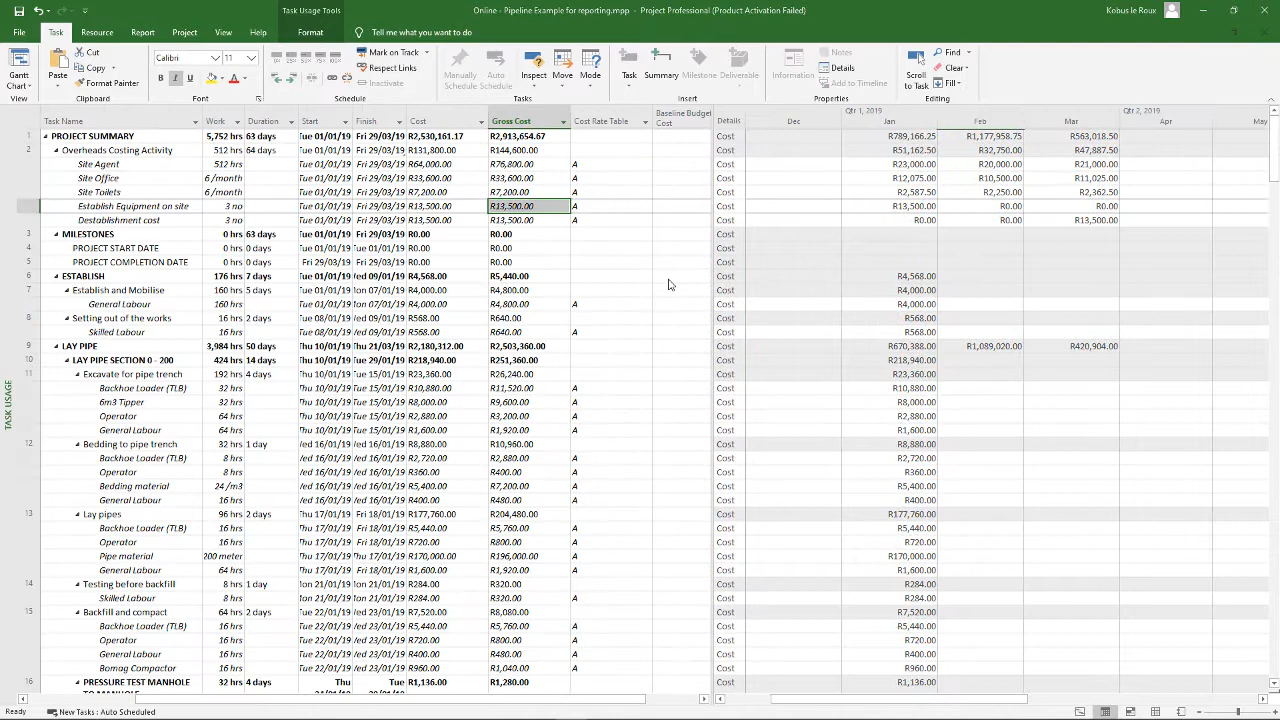 Task Usage Tools
Online - Pipeline Example for reporting.mpp - Project Professional (Product Activation Failed)
Kobus le Roux
File Task Resource Report Project View Help Format Tell me what you want to do
Gantt Chart
View
Paste
Cut
Copy
Format Painter
Clipboard
Calibri 11
B I U A
Font
Mark on Track
Respect Links
Inactivate
Schedule
Manually Schedule
Auto Schedule
Inspect
Move
Mode
Tasks
Task
Summary
Milestone
Deliverable
Insert
Information
Notes
Details
Add to Timeline
Properties
Scroll to Task
Find
Clear
Fill
Editing
Task Name Work Duration Start Finish Cost Gross Cost Cost Rate Table Baseline Budget Cost Details
Qtr 1, 2019 Qtr 2, 2019
Dec Jan Feb Mar Apr May
1 PROJECT SUMMARY 5,752 hrs 63 days Tue 01/01/19 Fri 29/03/19 R2,530,161.17 R2,913,654.67 Cost R789,166.25 R1,177,958.75 R563,018.50
2 Overheads Costing Activity 512 hrs 64 days Tue 01/01/19 Fri 29/03/19 R131,800.00 R144,600.00 Cost R51,162.50 R32,750.00 R47,887.50
Site Agent 512 hrs Tue 01/01/19 Fri 29/03/19 R64,000.00 R76,800.00 A Cost R23,000.00 R20,000.00 R21,000.00
Site Office 6 /month Tue 01/01/19 Fri 29/03/19 R33,600.00 R33,600.00 A Cost R12,075.00 R10,500.00 R11,025.00
Site Toilets 6 /month Tue 01/01/19 Fri 29/03/19 R7,200.00 R7,200.00 A Cost R2,587.50 R2,250.00 R2,362.50
Establish Equipment on site 3 no Tue 01/01/19 Fri 29/03/19 R13,500.00 R13,500.00 A Cost R13,500.00 R0.00 R0.00
Destablishment cost 3 no Tue 01/01/19 Fri 29/03/19 R13,500.00 R13,500.00 A Cost R0.00 R0.00 R13,500.00
3 MILESTONES 0 hrs 63 days Tue 01/01/19 Fri 29/03/19 R0.00 R0.00 Cost
4 PROJECT START DATE 0 hrs 0 days Tue 01/01/19 Tue 01/01/19 R0.00 R0.00 Cost
5 PROJECT COMPLETION DATE 0 hrs 0 days Fri 29/03/19 Fri 29/03/19 R0.00 R0.00 Cost
6 ESTABLISH 176 hrs 7 days Tue 01/01/19 Wed 09/01/19 R4,568.00 R5,440.00 Cost R4,568.00
7 Establish and Mobilise 160 hrs 5 days Tue 01/01/19 Mon 07/01/19 R4,000.00 R4,800.00 Cost R4,000.00
General Labour 160 hrs Tue 01/01/19 Mon 07/01/19 R4,000.00 R4,800.00 A Cost R4,000.00
8 Setting out of the works 16 hrs 2 days Tue 08/01/19 Wed 09/01/19 R568.00 R640.00 Cost R568.00
Skilled Labour 16 hrs Tue 08/01/19 Wed 09/01/19 R568.00 R640.00 A Cost R568.00
9 LAY PIPE 3,984 hrs 50 days Thu 10/01/19 Thu 21/03/19 R2,180,312.00 R2,503,360.00 Cost R670,388.00 R1,089,020.00 R420,904.00
10 LAY PIPE SECTION 0 - 200 424 hrs 14 days Thu 10/01/19 Tue 29/01/19 R218,940.00 R251,360.00 Cost R218,940.00
11 Excavate for pipe trench 192 hrs 4 days Thu 10/01/19 Tue 15/01/19 R23,360.00 R26,240.00 Cost R23,360.00
Backhoe Loader (TLB) 32 hrs Thu 10/01/19 Tue 15/01/19 R10,880.00 R11,520.00 A Cost R10,880.00
6m3 Tipper 32 hrs Thu 10/01/19 Tue 15/01/19 R8,000.00 R9,600.00 A Cost R8,000.00
Operator 64 hrs Thu 10/01/19 Tue 15/01/19 R2,880.00 R3,200.00 A Cost R2,880.00
General Labour 64 hrs Thu 10/01/19 Tue 15/01/19 R1,600.00 R1,920.00 A Cost R1,600.00
12 Bedding to pipe trench 32 hrs 1 day Wed 16/01/19 Wed 16/01/19 R8,880.00 R10,960.00 Cost R8,880.00
Backhoe Loader (TLB) 8 hrs Wed 16/01/19 Wed 16/01/19 R2,720.00 R2,880.00 A Cost R2,720.00
Operator 8 hrs Wed 16/01/19 Wed 16/01/19 R360.00 R400.00 A Cost R360.00
Bedding material 24 /m3 Wed 16/01/19 Wed 16/01/19 R5,400.00 R7,200.00 A Cost R5,400.00
General Labour 16 hrs Wed 16/01/19 Wed 16/01/19 R400.00 R480.00 A Cost R400.00
13 Lay pipes 96 hrs 2 days Thu 17/01/19 Fri 18/01/19 R177,760.00 R204,480.00 Cost R177,760.00
Backhoe Loader (TLB) 16 hrs Thu 17/01/19 Fri 18/01/19 R5,440.00 R5,760.00 A Cost R5,440.00
Operator 16 hrs Thu 17/01/19 Fri 18/01/19 R720.00 R800.00 A Cost R720.00
Pipe material 200 meter Thu 17/01/19 Thu 17/01/19 R170,000.00 R196,000.00 A Cost R170,000.00
General Labour 64 hrs Thu 17/01/19 Fri 18/01/19 R1,600.00 R1,920.00 A Cost R1,600.00
14 Testing before backfill 8 hrs 1 day Mon 21/01/19 Mon 21/01/19 R284.00 R320.00 Cost R284.00
Skilled Labour 8 hrs Mon 21/01/19 Mon 21/01/19 R284.00 R320.00 A Cost R284.00
15 Backfill and compact 64 hrs 2 days Tue 22/01/19 Wed 23/01/19 R7,520.00 R8,080.00 Cost R7,520.00
Backhoe Loader (TLB) 16 hrs Tue 22/01/19 Wed 23/01/19 R5,440.00 R5,760.00 A Cost R5,440.00
Operator 16 hrs Tue 22/01/19 Wed 23/01/19 R720.00 R800.00 A Cost R720.00
General Labour 16 hrs Tue 22/01/19 Wed 23/01/19 R400.00 R480.00 A Cost R400.00
Bomag Compactor 16 hrs Tue 22/01/19 Wed 23/01/19 R960.00 R1,040.00 A Cost R960.00
16 PRESSURE TEST MANHOLE 32 hrs 4 days Thu Tue R1,136.00 R1,280.00 Cost R1,136.00
TASK USAGE
Ready New Tasks : Auto Scheduled